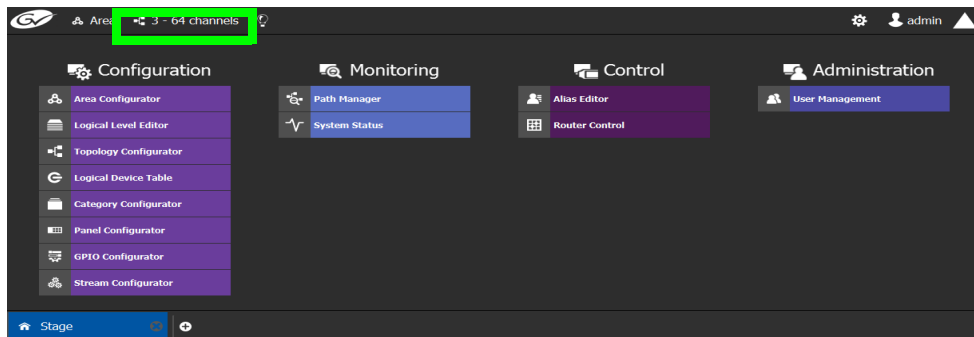 GV Area 3 - 64 channels admin
Configuration Monitoring Control Administration
Area Configurator Path Manager Alias Editor User Management
Logical Level Editor System Status Router Control
Topology Configurator
Logical Device Table
Category Configurator
Panel Configurator
GPIO Configurator
Stream Configurator
Stage